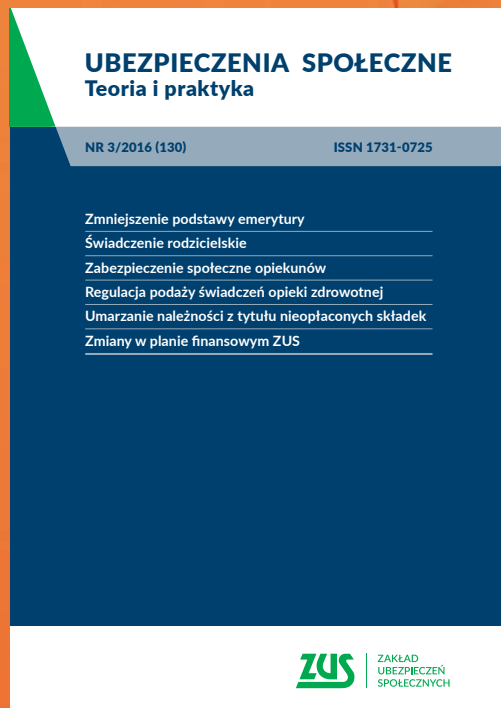 UBEZPIECZENIA SPOŁECZNE
Teoria i praktyka
NR 3/2016 (130) ISSN 1731-0725
Zmniejszenie podstawy emerytury
Świadczenie rodzicielskie
Zabezpieczenie społeczne opiekunów
Regulacja podaży świadczeń opieki zdrowotnej
Umarzanie należności z tytułu nieopłaconych składek
Zmiany w planie finansowym ZUS
ZUS
ZAKŁAD
UBEZPIECZEŃ
SPOŁECZNYCH